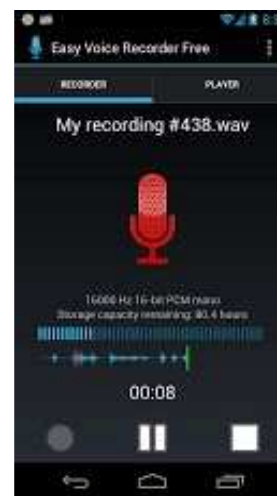 Easy Voice Recorder Free
RECORDER
PLAYER
My recording #438.wav
16000 Hz 16-bit PCM mono
Storage capacity remaining: 80.4 hours
00:08